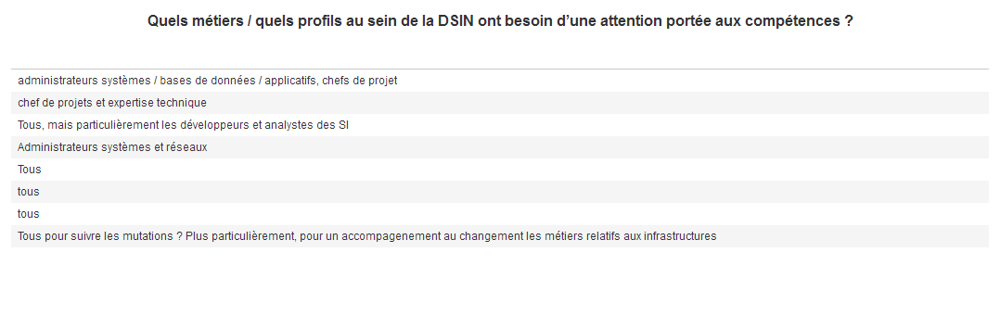 Quels métiers / quels profils au sein de la DSIN ont besoin d’une attention portée aux compétences ?
administrateurs systèmes / bases de données / applicatifs, chefs de projet
chef de projets et expertise technique
Tous, mais particulièrement les développeurs et analystes des SI
Administrateurs systèmes et réseaux
Tous
tous
tous
Tous pour suivre les mutations ? Plus particulièrement, pour un accompagenement au changement les métiers relatifs aux infrastructures